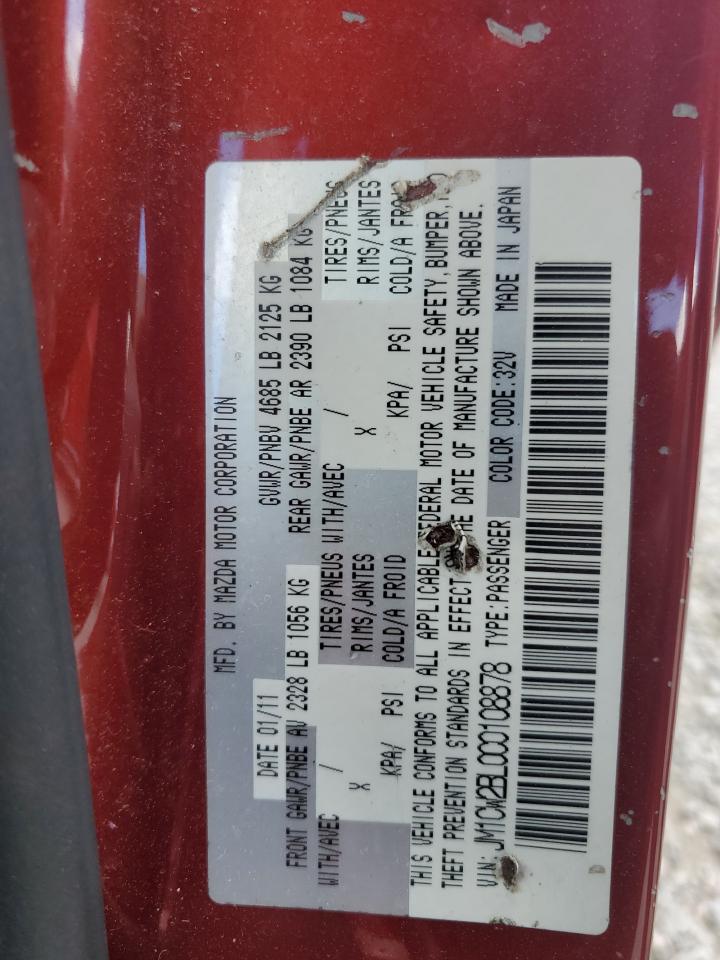 MFD. BY MAZDA MOTOR CORPORATION
DATE 01/11 GVWR/PNBV 4685 LB 2125 KG
FRONT GAWR/PNBE AV 2328 LB 1056 KG REAR GAWR/PNBE AR 2390 LB 1084 KG
WITH/AVEC / TIRES/PNEUS WITH/AVEC / TIRES/PNEUS
X RIMS/JANTES X RIMS/JANTES
KPA/ PSI COLD/A FROID KPA/ PSI COLD/A
THIS VEHICLE CONFORMS TO ALL APPLICABLE FEDERAL MOTOR VEHICLE SAFETY, BUMPER,
THEFT PREVENTION STANDARDS IN EFFECT THE DATE OF MANUFACTURE SHOWN ABOVE.
VIN: JM1CW2BL0C0108878 TYPE:PASSENGER COLOR CODE:32V MADE IN JAPAN
D